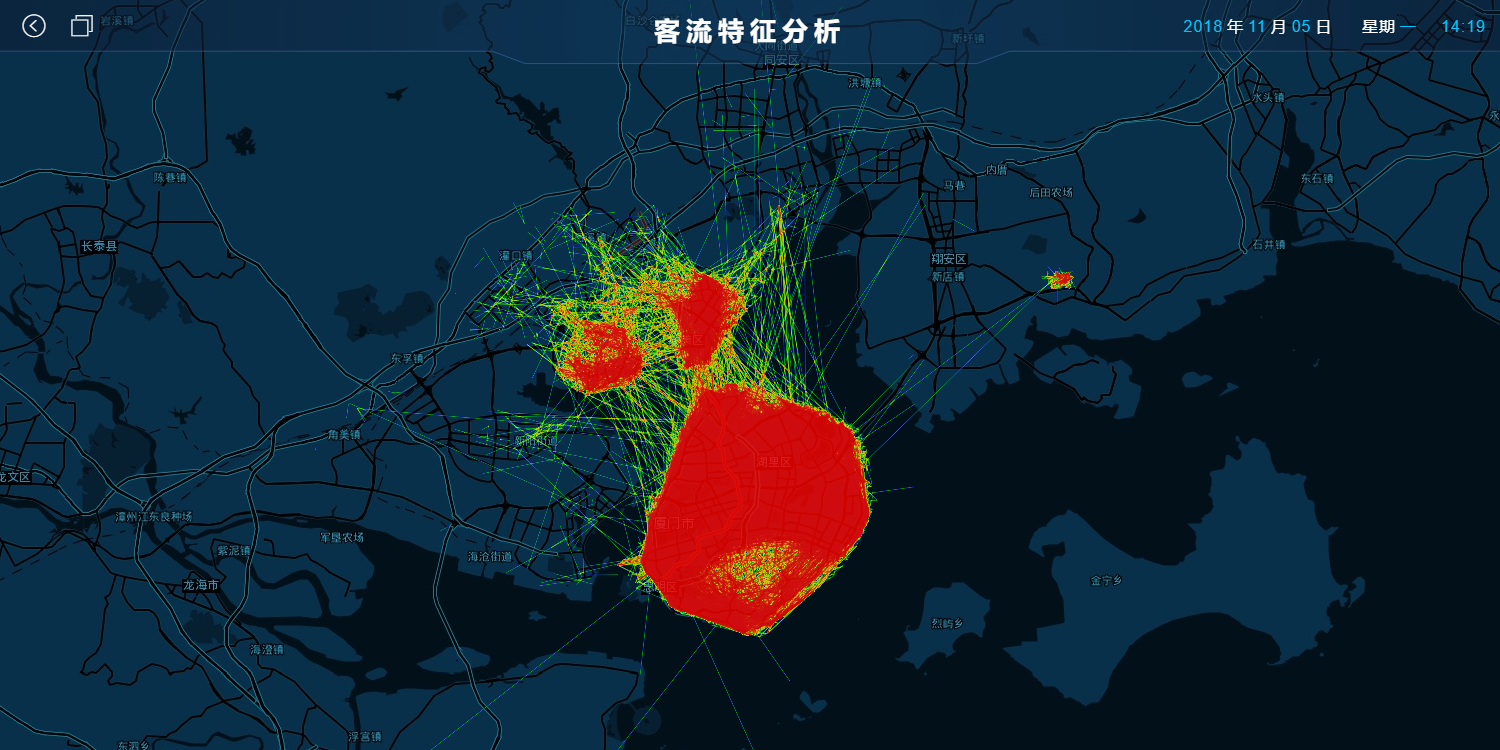 岩溪镇
客流特征分析
2018 年 11 月 05 日 星期一 14:19
新圩镇
同安区
洪塘镇
水头镇
陈巷镇
内厝
马巷
后田农场
东石镇
长泰县
灌口镇
翔安区
新店镇
石井镇
东孚镇
角美镇
新阳街道
湖里区
龙文区
漳州江东良种场
厦门市
军垦农场
紫泥镇
海沧街道
龙海市
思明区
金宁乡
烈屿乡
海澄镇
浮宫镇
东泗乡